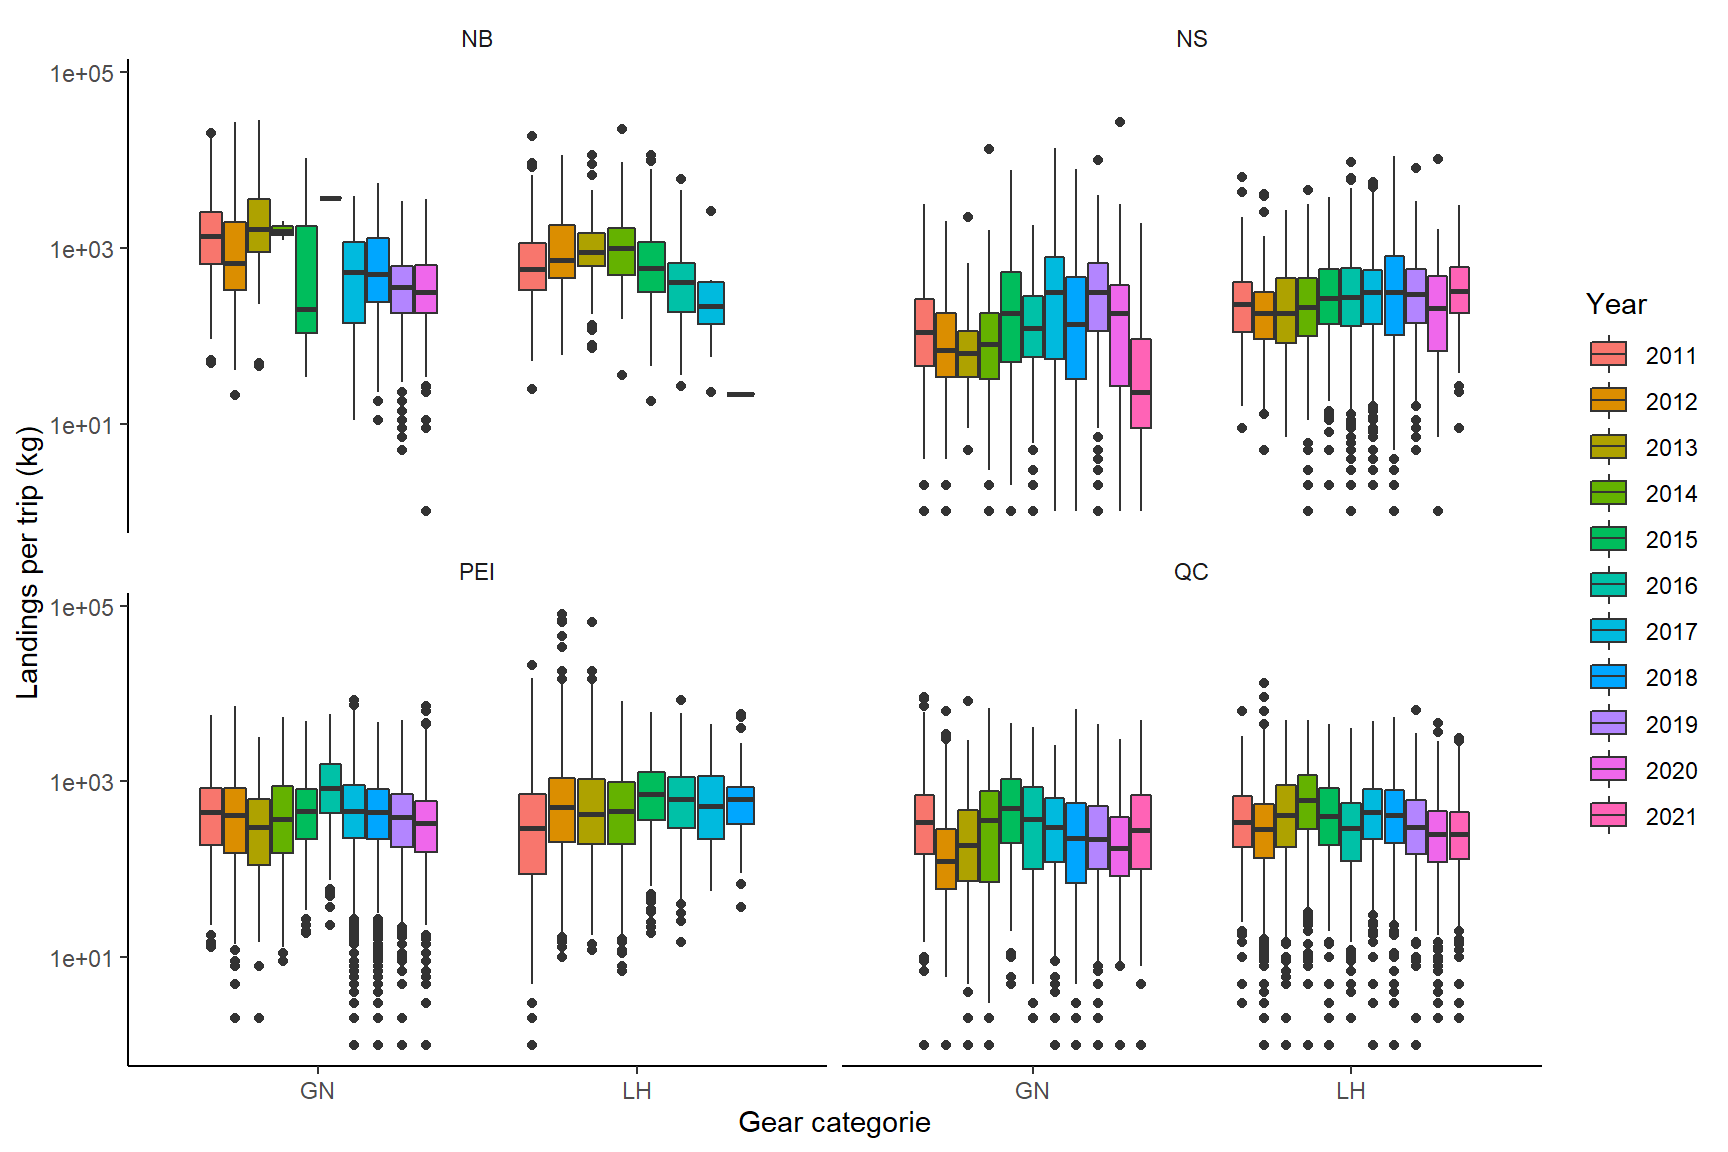 NB
NS
1e+05
1e+03
1e+01
PEI
QC
1e+05
1e+03
1e+01
Landings per trip (kg)
GN
LH
GN
LH
Gear categorie
Year
2011
2012
2013
2014
2015
2016
2017
2018
2019
2020
2021